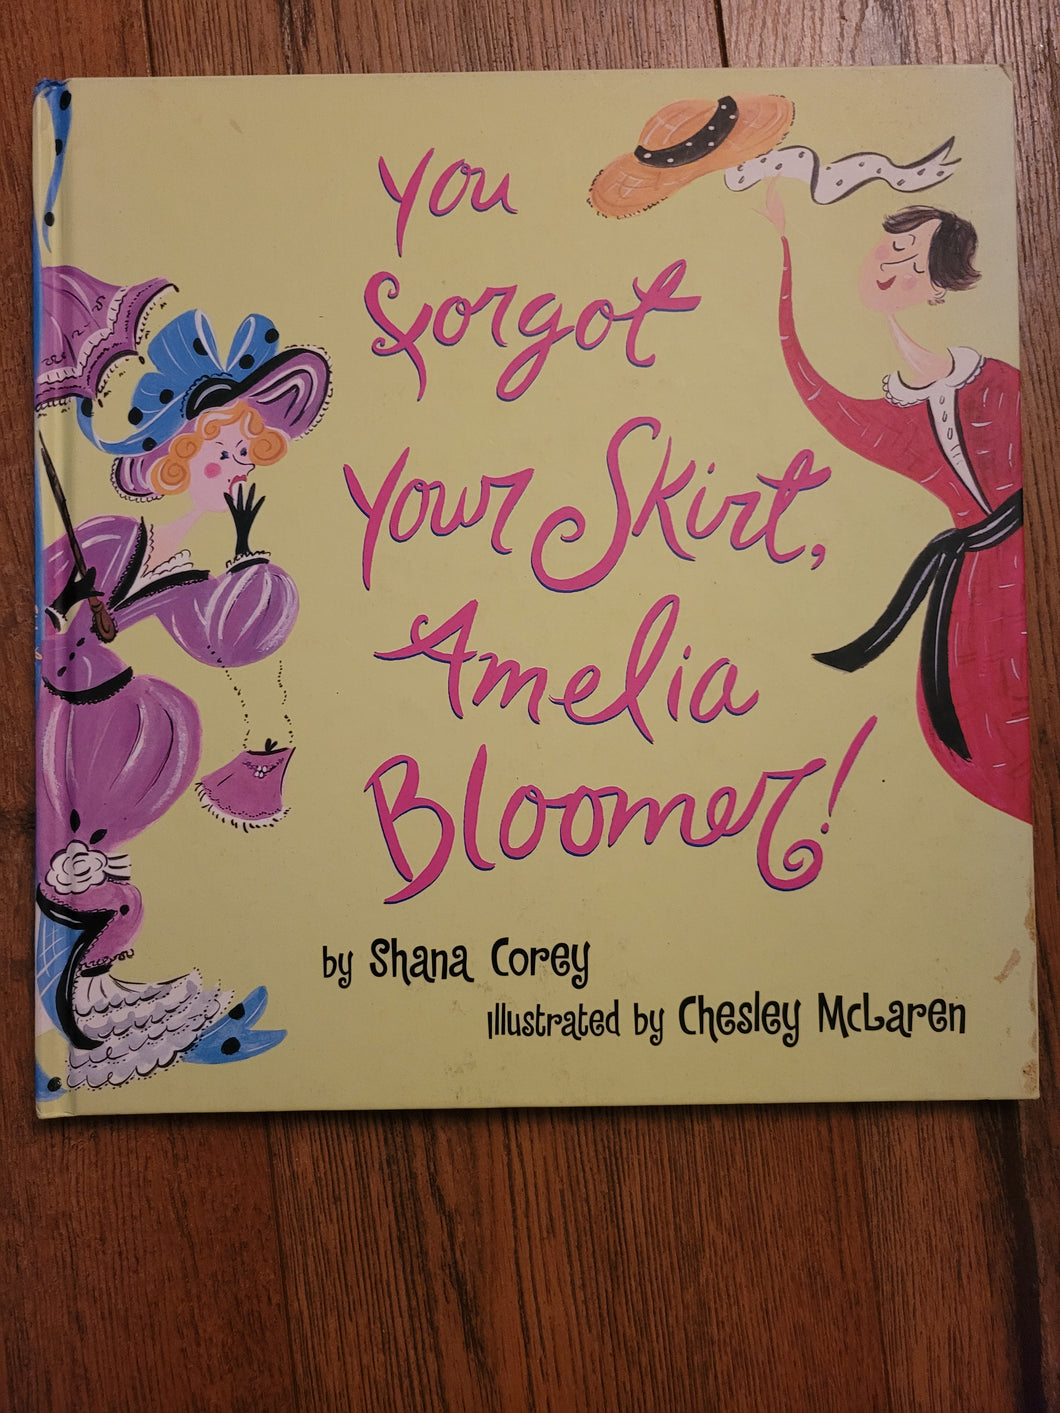 You
forgot
Your Skirt,
Amelia
Bloomer!
by Shana Corey
illustrated by Chesley McLaren